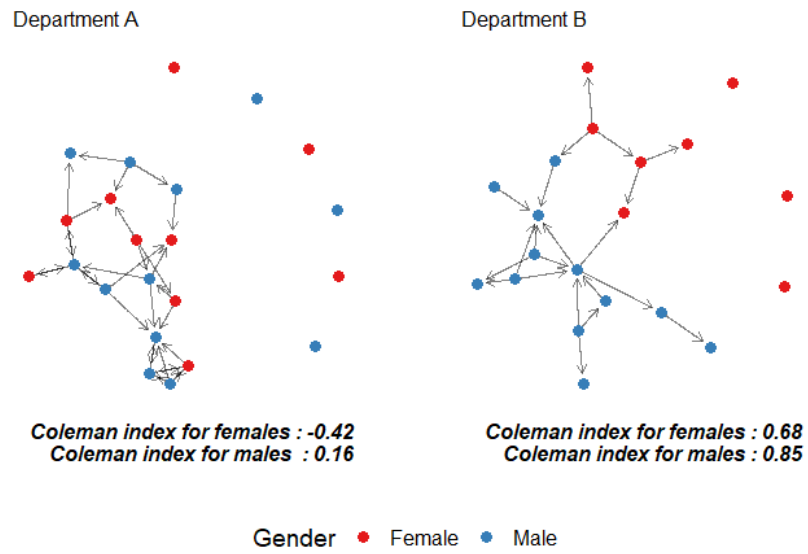 Department A
Department B
Coleman index for females : -0.42
Coleman index for males : 0.16
Coleman index for females : 0.68
Coleman index for males : 0.85
Gender Female Male